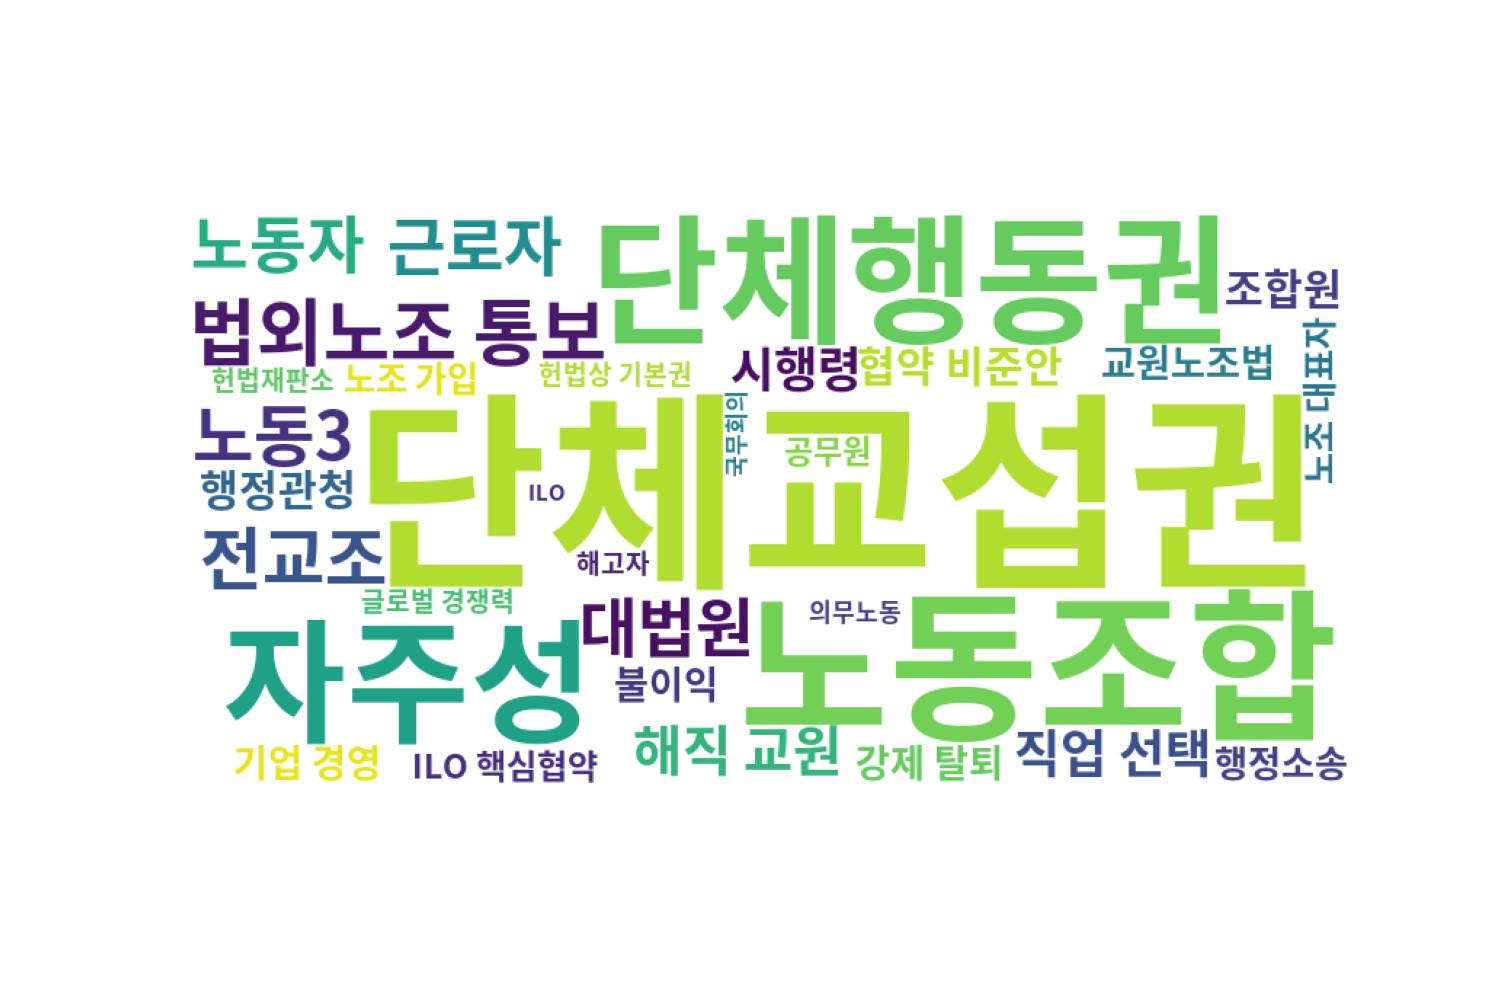 노동자 근로자 단체행동권
조합원
법외노조 통보
노조 대표자
시행령 협약 비준안 교원노조법
헌법재판소 노조 가입 헌법상 기본권
노동3 단체교섭권
국무회의
공무원
행정관청
ILO
전교조
해고자
글로벌 경쟁력
대법원 의무노동 노동조합
자주성
불이익
해직 교원 직업 선택
기업 경영 ILO 핵심협약 강제 탈퇴 행정소송